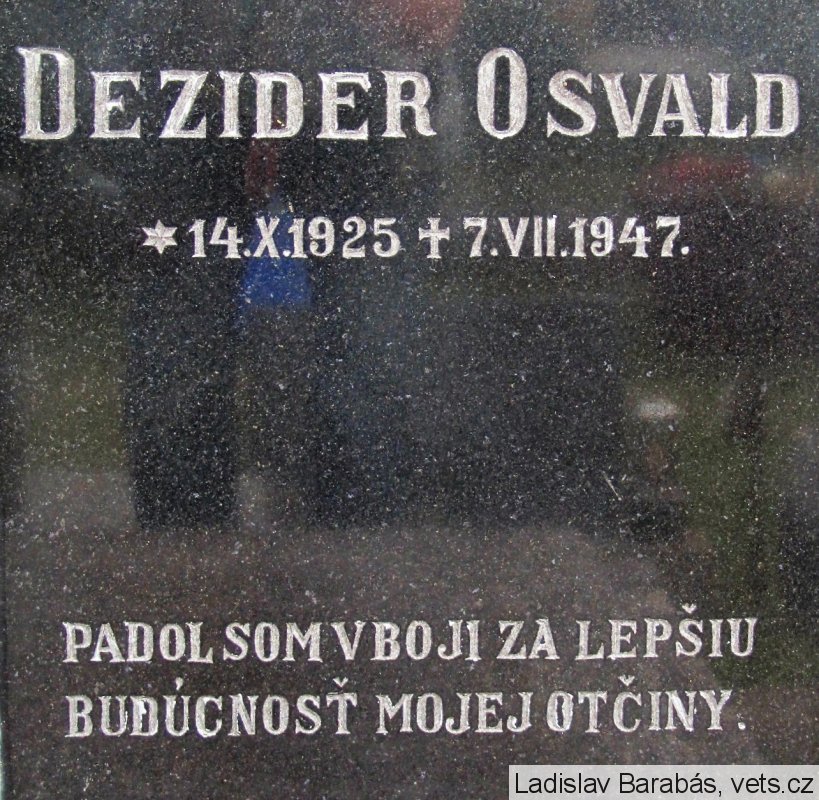 DEZIDER OSVALD
* 14.X.1925 ✝ 7.VII.1947.
PADOL SOM V BOJI ZA LEPŠIU
BUDÚCNOSŤ MOJEJ OTČINY.
Ladislav Barabás, vets.cz